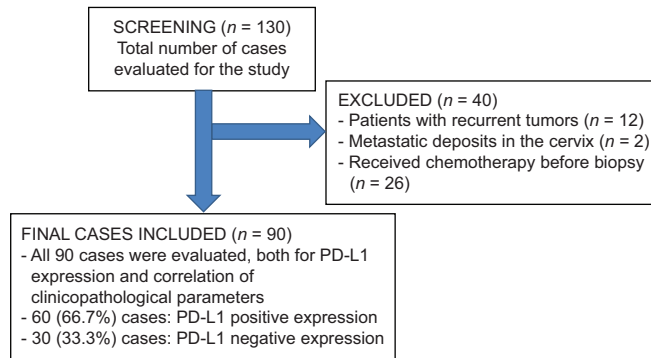 SCREENING (n = 130)
Total number of cases
evaluated for the study
EXCLUDED (n = 40)
- Patients with recurrent tumors (n = 12)
- Metastatic deposits in the cervix (n = 2)
- Received chemotherapy before biopsy
(n = 26)
FINAL CASES INCLUDED (n = 90)
- All 90 cases were evaluated, both for PD-L1
expression and correlation of
clinicopathological parameters
- 60 (66.7%) cases: PD-L1 positive expression
- 30 (33.3%) cases: PD-L1 negative expression